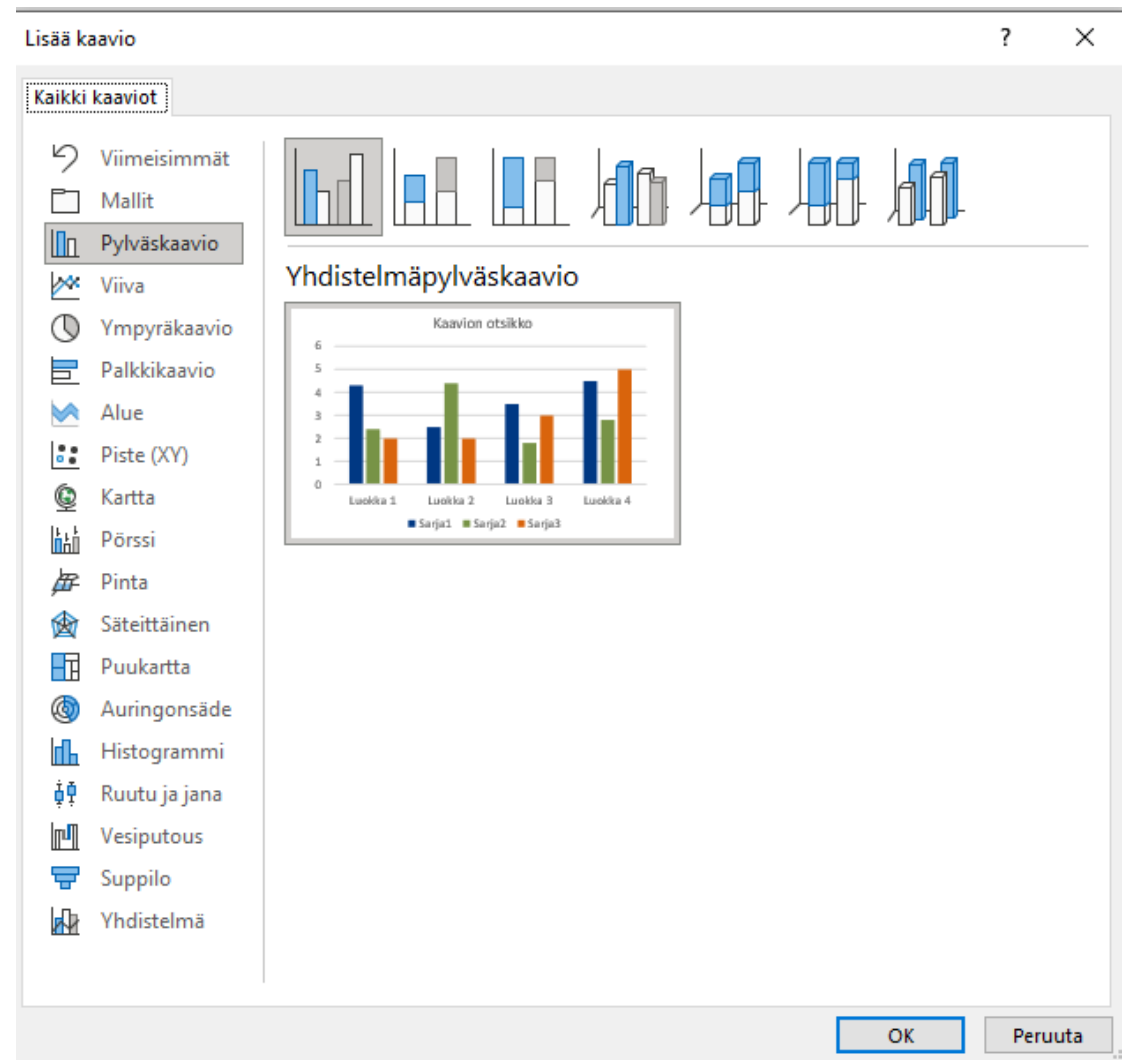 Lisää kaavio
?
Kaikki kaaviot
Viimeisimmät
Mallit
Pylväskaavio
Viiva
Ympyräkaavio
Palkkikaavio
Alue
Piste (XY)
Kartta
Pörssi
Pinta
Säteittäinen
Puukartta
Auringonsäde
Histogrammi
Ruutu ja jana
Vesiputous
Suppilo
Yhdistelmä
Yhdistelmäpylväskaavio
Kaavion otsikko
6
5
4
3
2
1
0
Luokka 1 Luokka 2 Luokka 3 Luokka 4
Sarja1 Sarja2 Sarja3
OK Peruuta